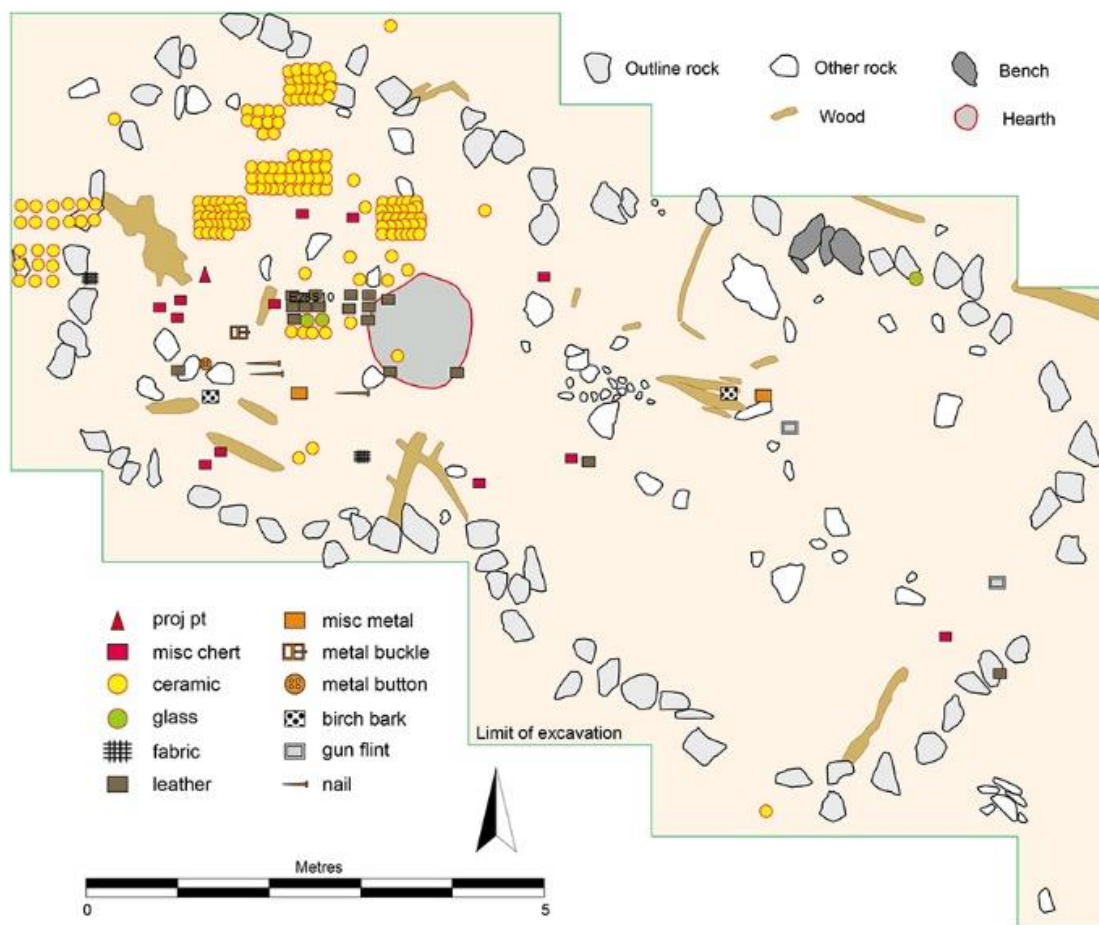 Outline rock
Other rock
Bench
Wood
Hearth
E28S10
proj pt
misc chert
ceramic
glass
fabric
leather
misc metal
metal buckle
metal button
birch bark
gun flint
nail
Limit of excavation
Metres
0
5